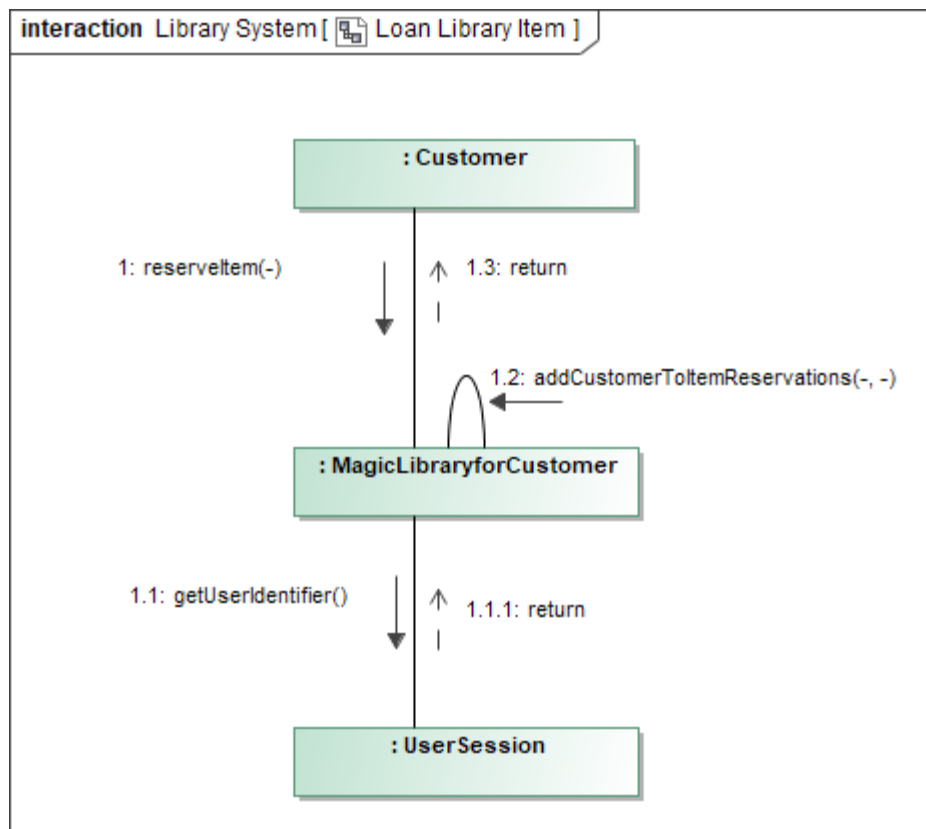 interaction Library System [ Loan Library Item ]
: Customer
1: reserveItem(-)
1.3: return
1.2: addCustomerToItemReservations(-, -)
: MagicLibraryforCustomer
1.1: getUserIdentifier()
1.1.1: return
: UserSession